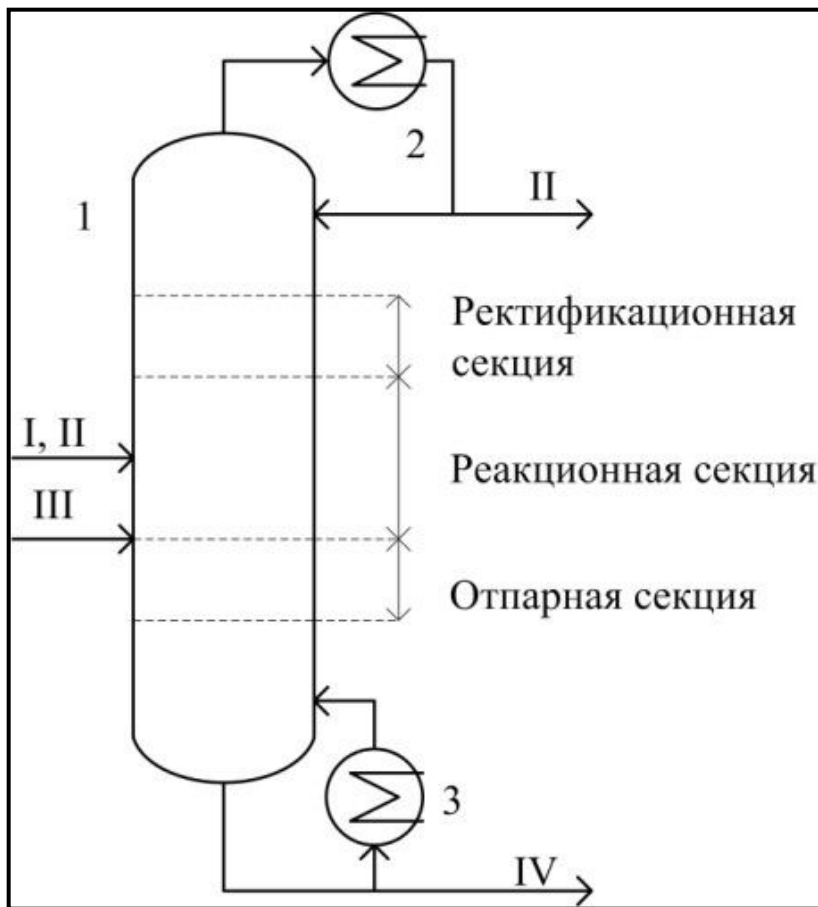 2
1
II
Ректификационная
секция
I, II
Реакционная секция
III
Отпарная секция
3
IV